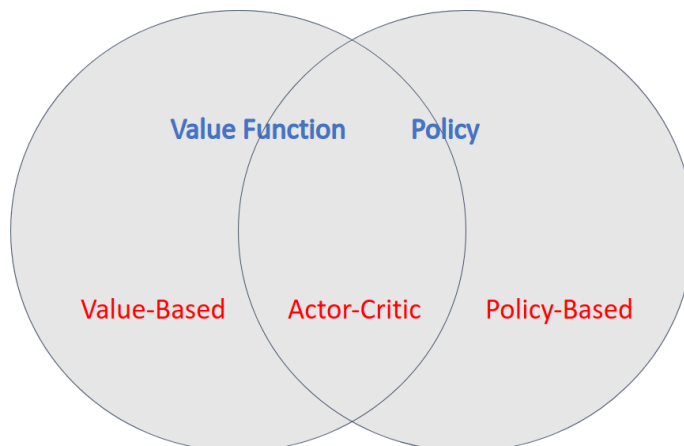 Value Function Policy
Value-Based Actor-Critic Policy-Based